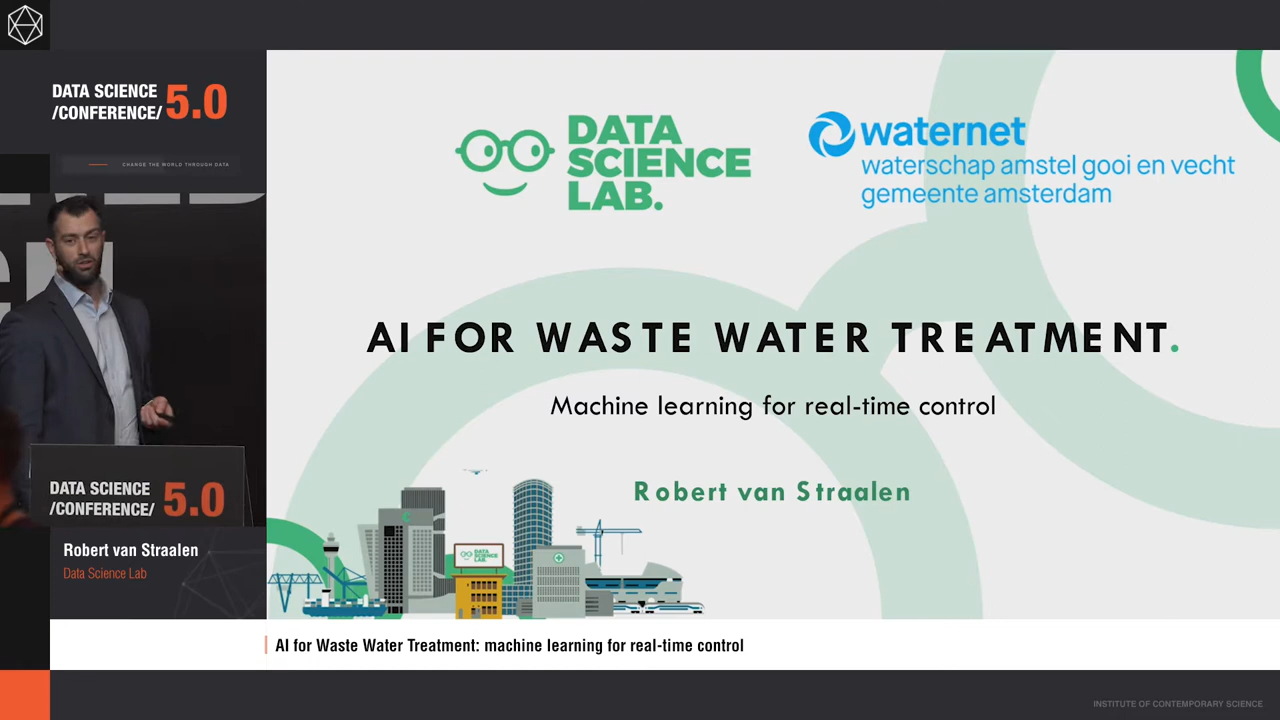 DATA SCIENCE
/CONFERENCE/ 5.0
CHANGE THE WORLD THROUGH DATA
DATA SCIENCE
/CONFERENCE/ 5.0
Robert van Straalen
Data Science Lab
DATA
SCIENCE
LAB.
waternet
waterschap amstel gooi en vecht
gemeente amsterdam
AI FOR WASTE WATER TREATMENT.
Machine learning for real-time control
Robert van Straalen
DATA
SCIENCE
LAB.
AI for Waste Water Treatment: machine learning for real-time control
INSTITUTE OF CONTEMPORARY SCIENCE